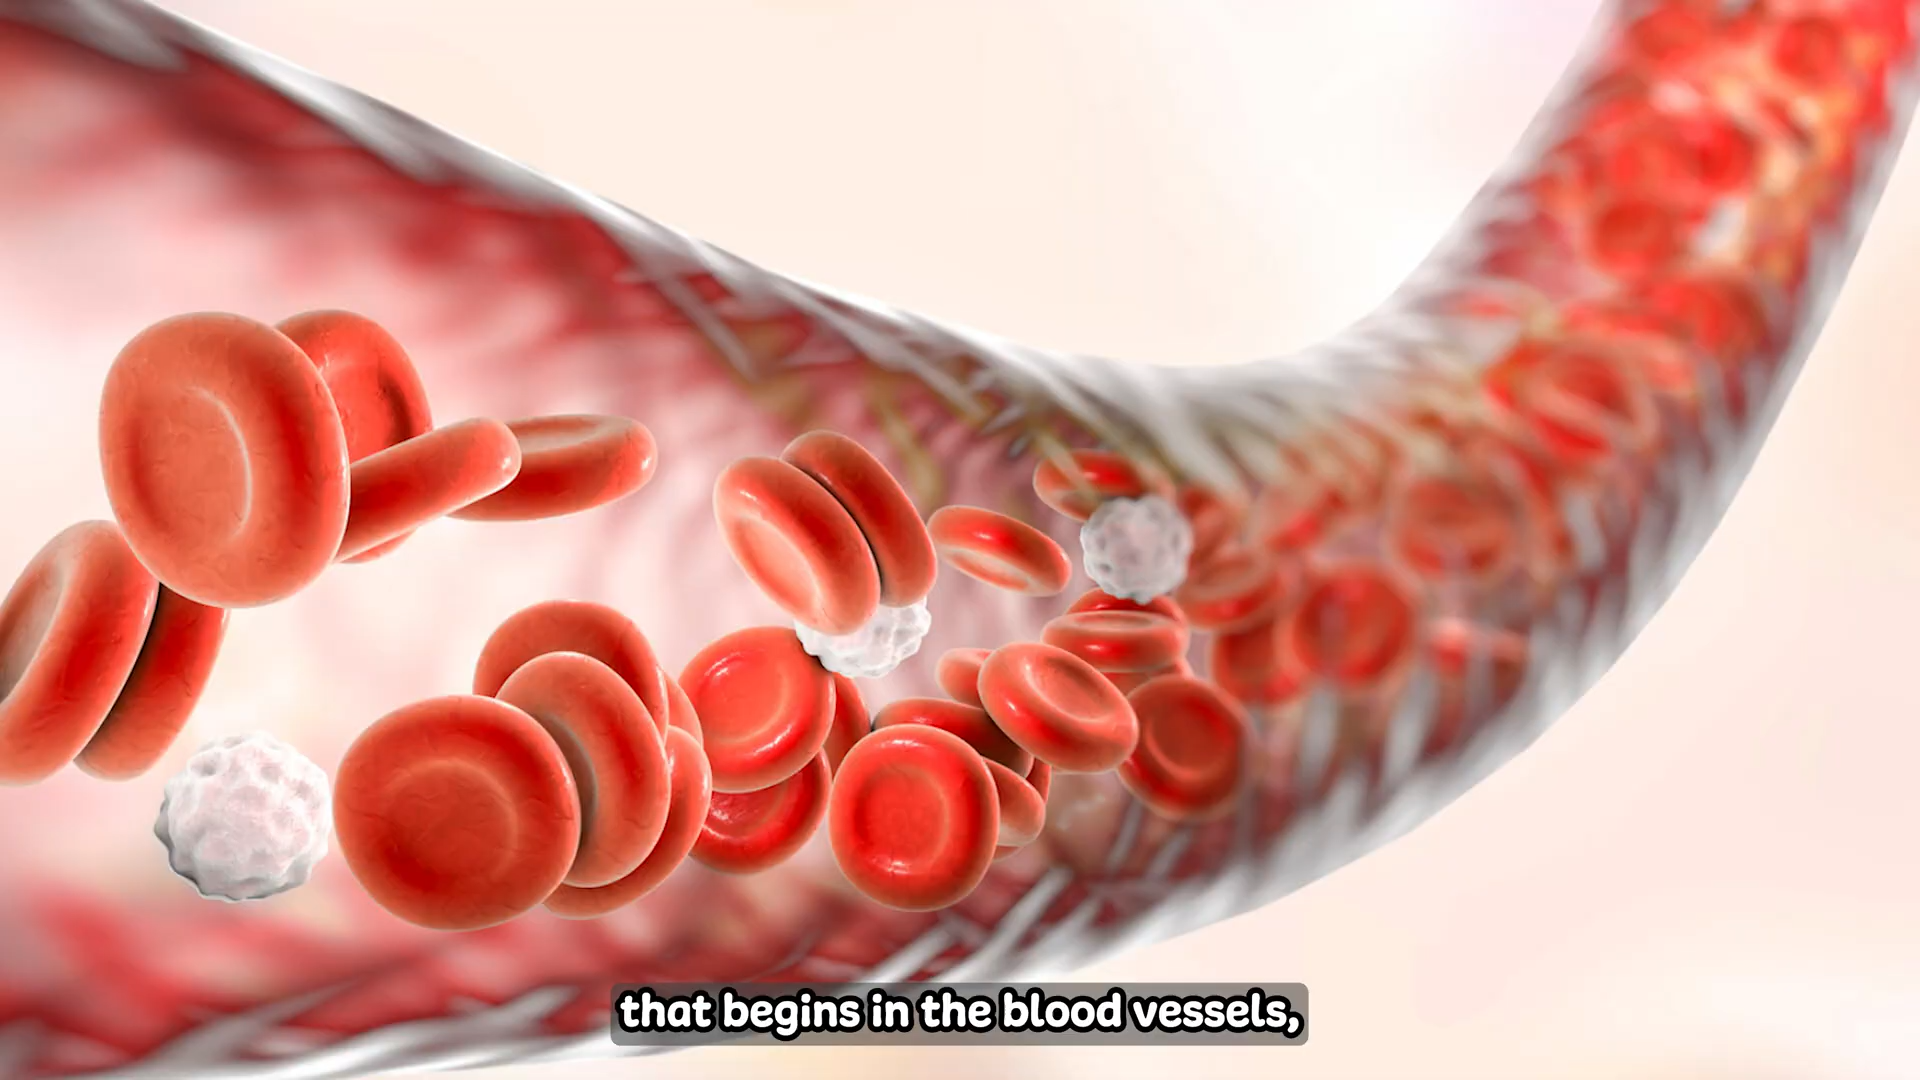 that begins in the blood vessels,